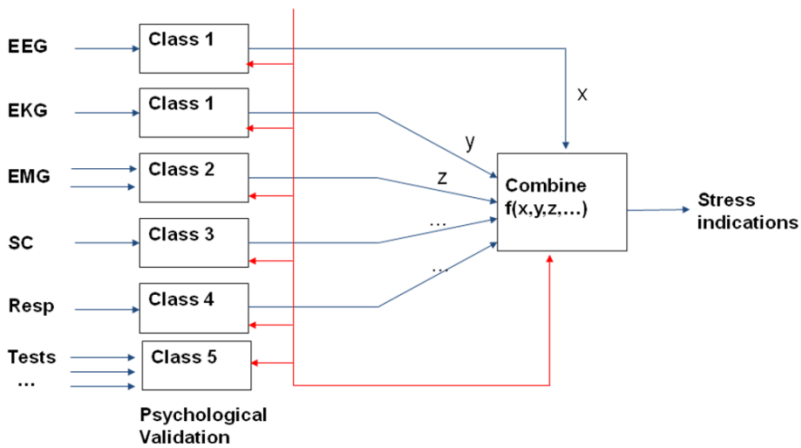 EEG
Class 1
x
EKG
Class 1
y
EMG
Class 2
z
Combine
f(x,y,z,...)
Stress
indications
SC
Class 3
...
Resp
Class 4
...
Tests
...
Class 5
Psychological
Validation